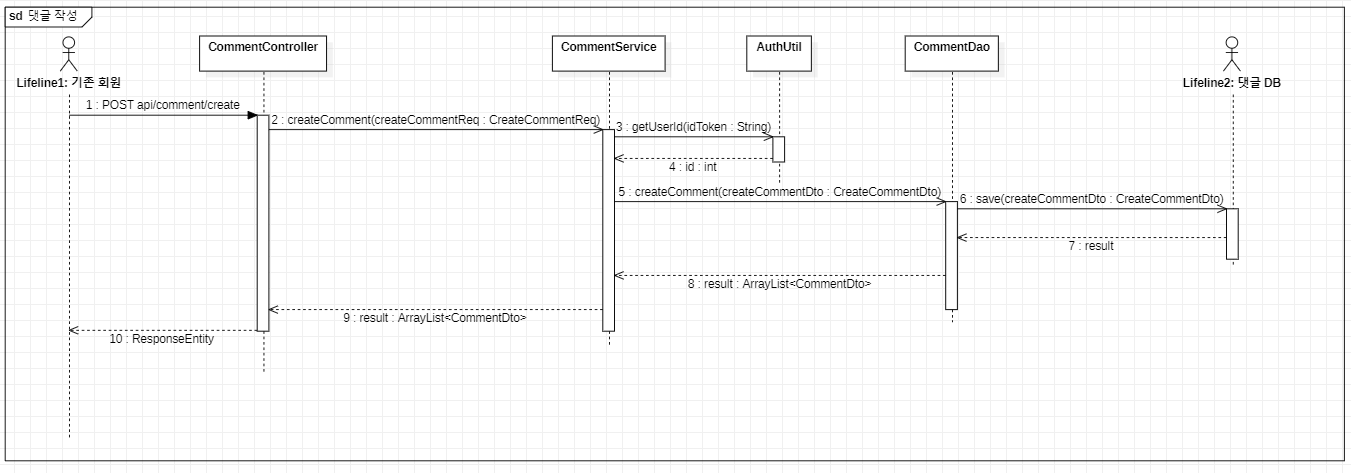 sd 댓글 작성
CommentController
CommentService
AuthUtil
CommentDao
Lifeline1: 기존 회원
Lifeline2: 댓글 DB
1 : POST api/comment/create
2 : createComment(createCommentReq : CreateCommentReq)
3 : getUserId(idToken : String)
4 : id : int
5 : createComment(createCommentDto : CreateCommentDto)
6 : save(createCommentDto : CreateCommentDto)
7 : result
8 : result : ArrayList<CommentDto>
9 : result : ArrayList<CommentDto>
10 : ResponseEntity